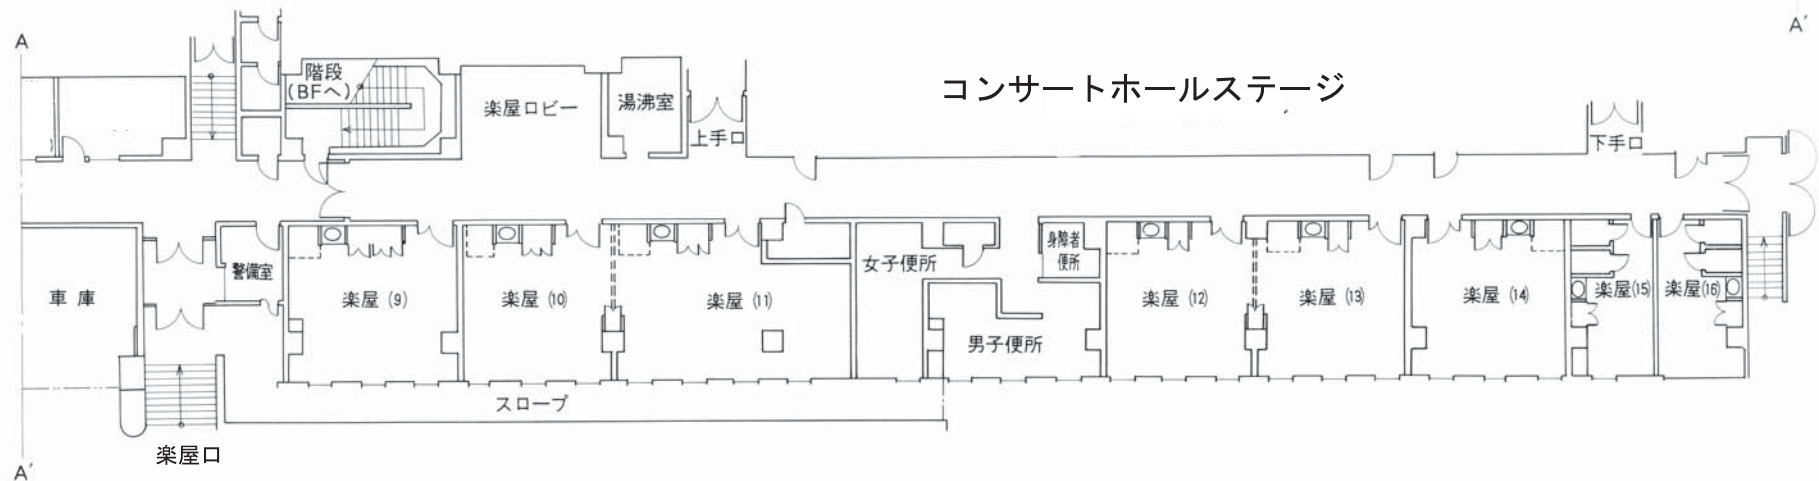 A
A'
階段
(BFへ)
楽屋ロビー
湯沸室
コンサートホールステージ
上手口
下手口
車庫
警備室
楽屋 (9)
楽屋 (10)
楽屋 (11)
女子便所
身障者
便所
男子便所
楽屋 (12)
楽屋 (13)
楽屋 (14)
楽屋(15)
楽屋(16)
スロープ
楽屋口
A'